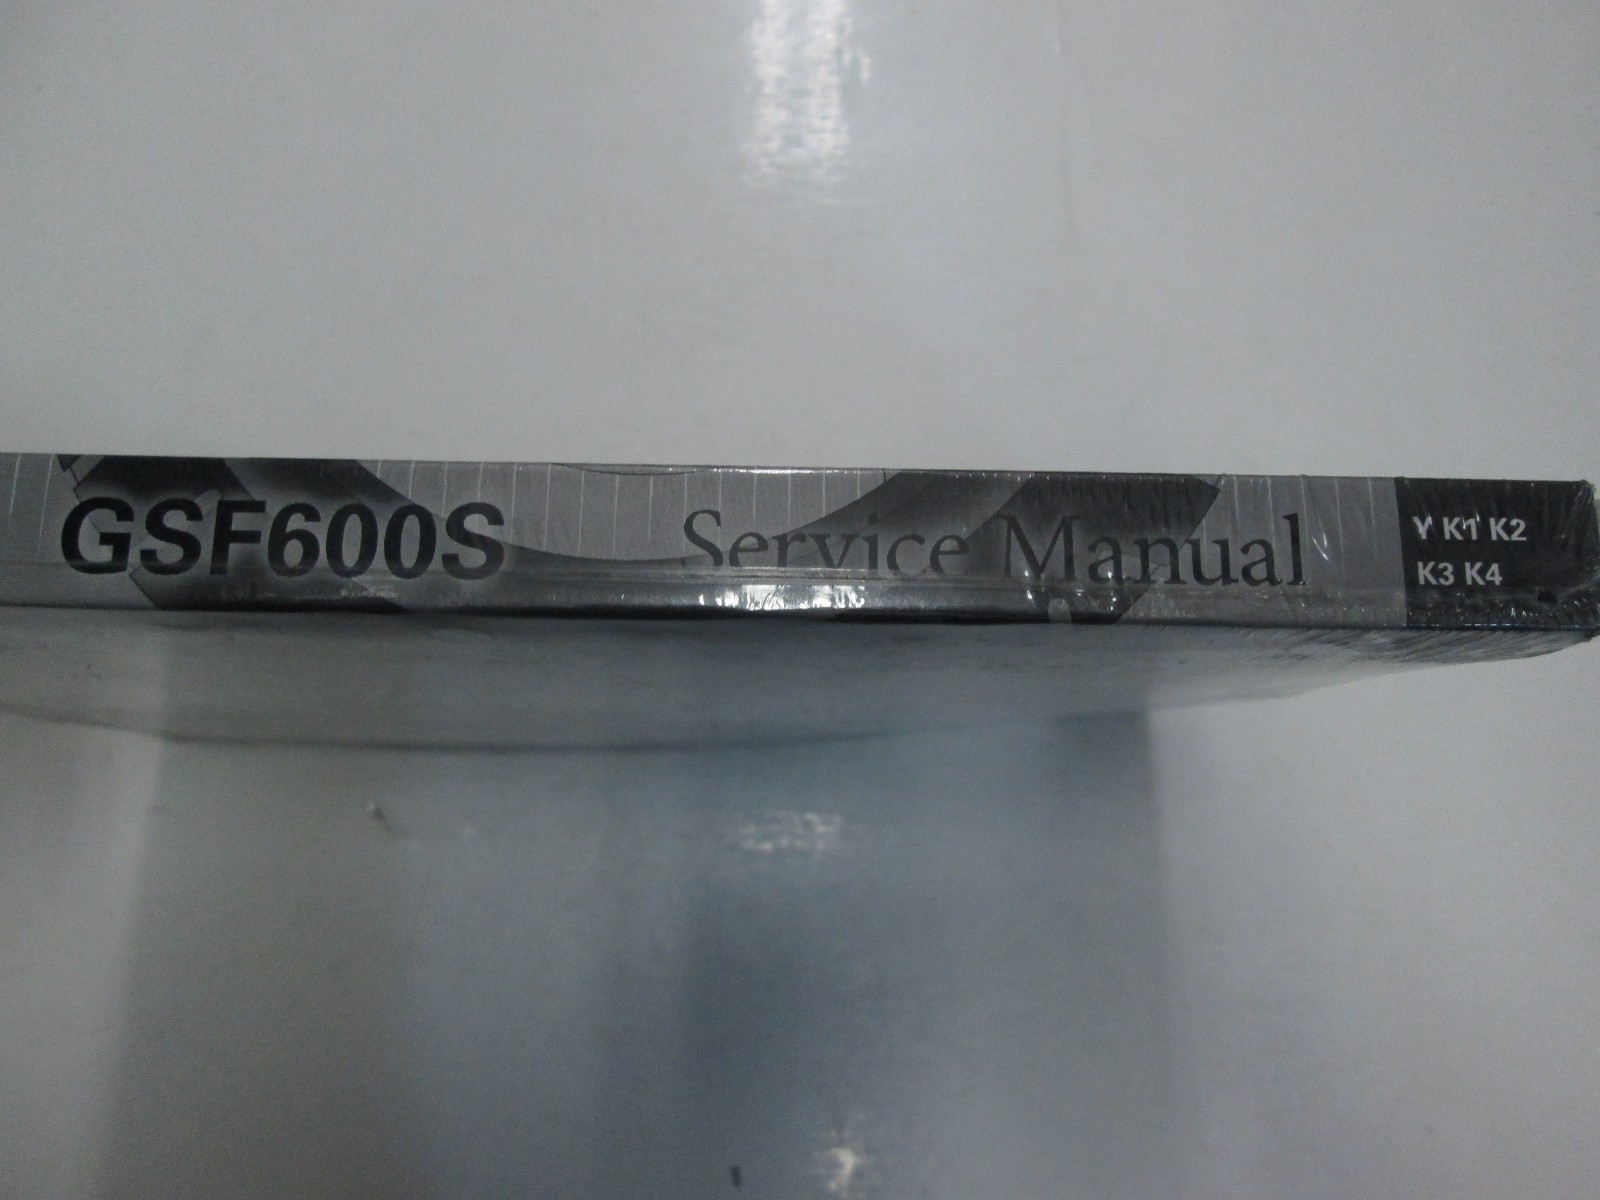 GSF600S Service Manual
Y K1 K2
K3 K4